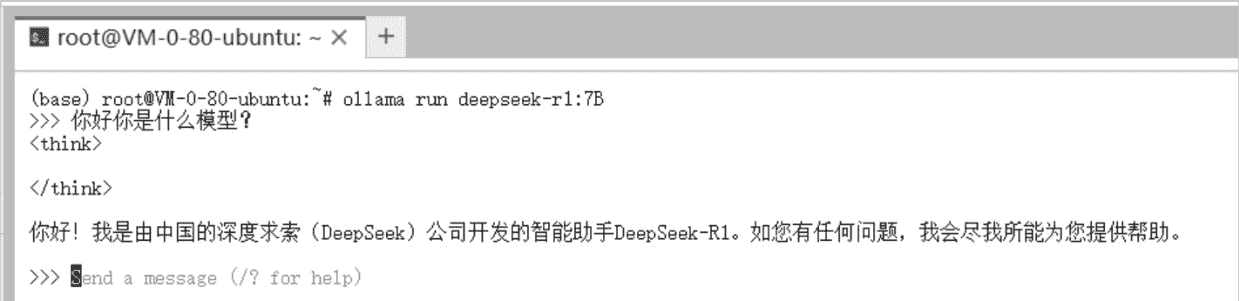 root@VM-0-80-ubuntu: ~ × +
(base) root@VM-0-80-ubuntu:~# ollama run deepseek-r1:7B
>>> 你好你是什么模型？
<think>
</think>
你好！我是由中国的深度求索（DeepSeek）公司开发的智能助手DeepSeek-R1。如您有任何问题，我会尽我所能为您提供帮助。
>>> Send a message (/? for help)